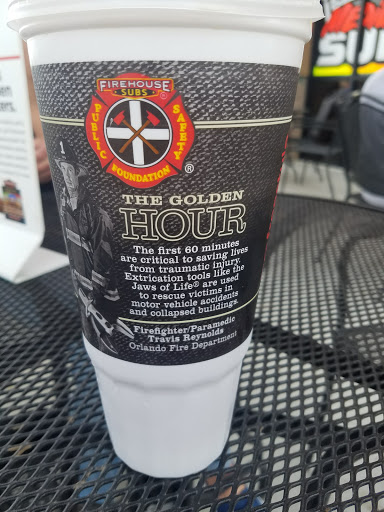 FIREHOUSE
SUBS
PUBLIC SAFETY
FOUNDATION
®
THE GOLDEN
HOUR
The first 60 minutes
are critical to saving lives
from traumatic injury.
Extrication tools like the
Jaws of Life® are used
to rescue victims in
motor vehicle accidents
and collapsed buildings.
Firefighter/Paramedic
Travis Reynolds
Orlando Fire Department